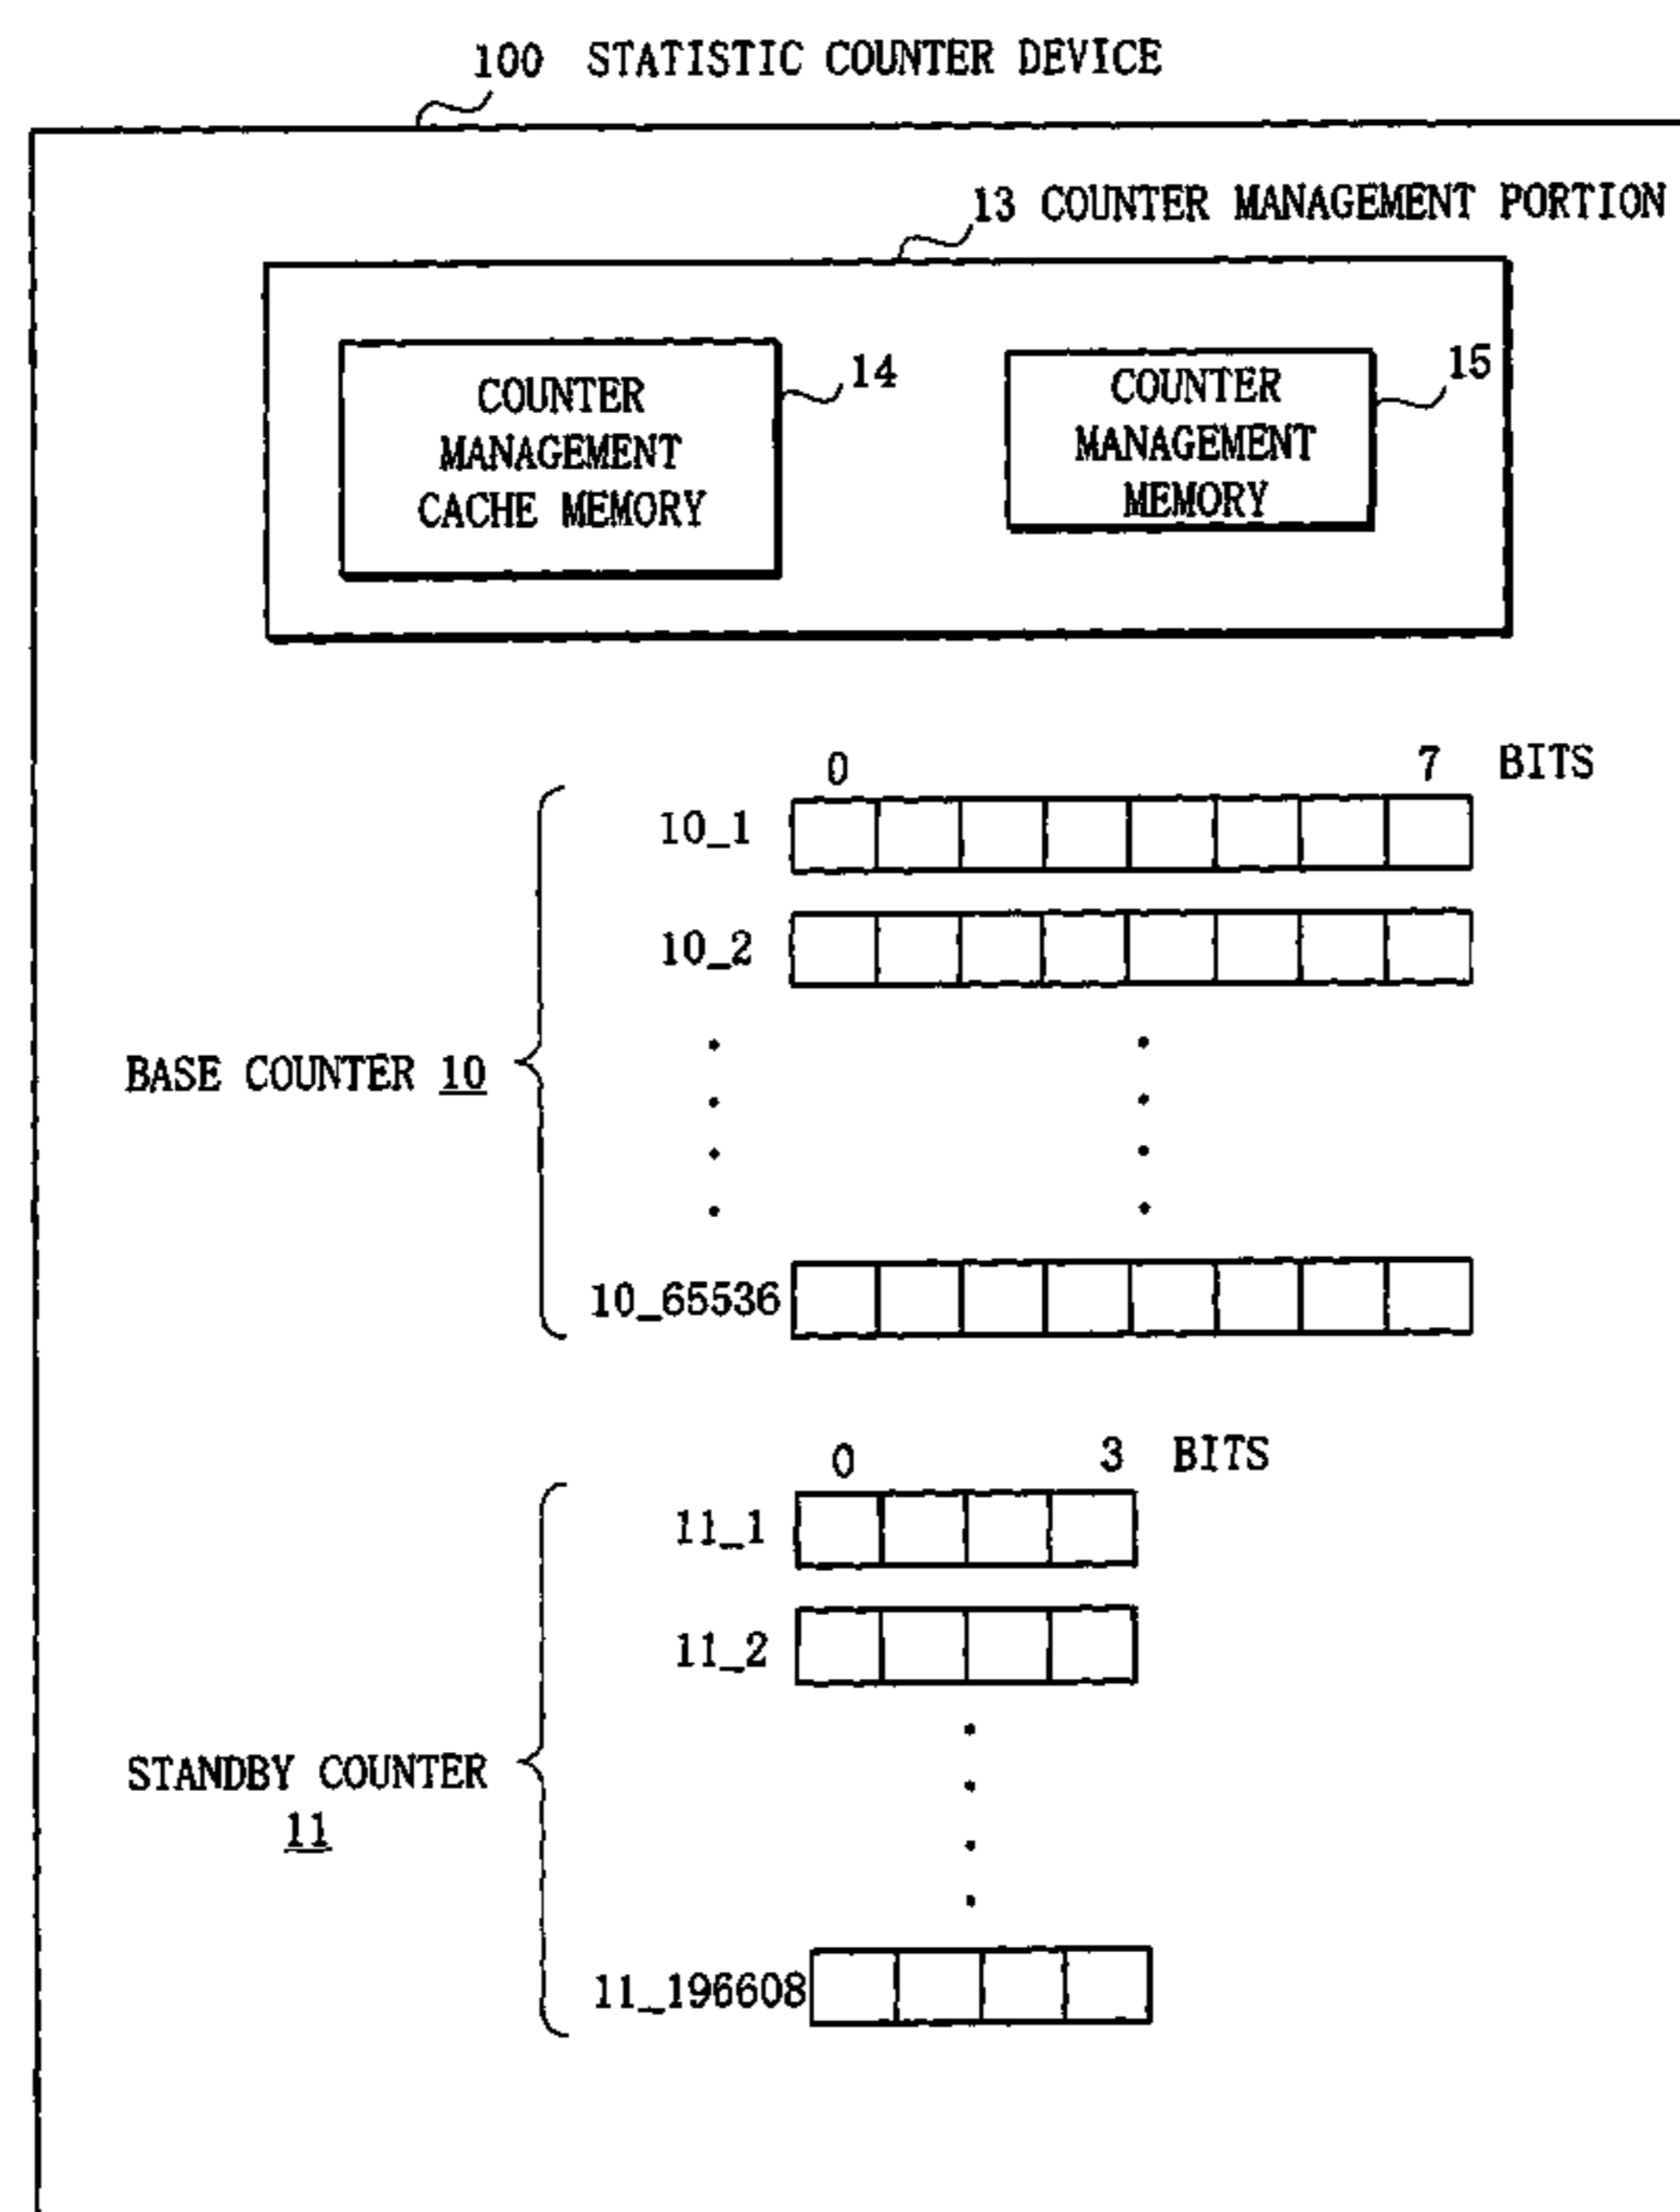 100 STATISTIC COUNTER DEVICE
13 COUNTER MANAGEMENT PORTION
COUNTER
MANAGEMENT
CACHE MEMORY
14
COUNTER
MANAGEMENT
MEMORY
15
0 7 BITS
10_1
10_2
BASE COUNTER 10
10_65536
0 3 BITS
11_1
11_2
STANDBY COUNTER
11
11_196608